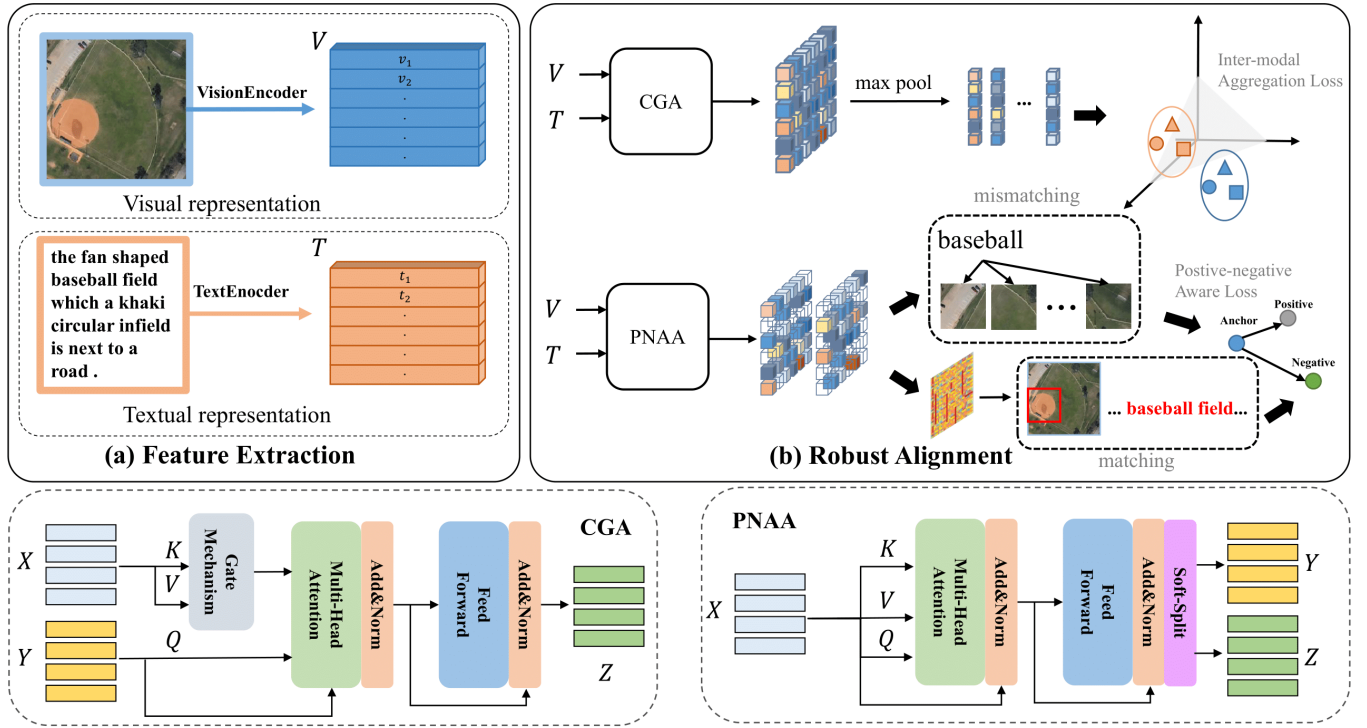 V
v1
v2
.
.
.
.
VisionEncoder
Visual representation
the fan shaped
baseball field
which a khaki
circular infield
is next to a
road .
TextEnocder
T
t1
t2
.
.
.
.
Textual representation
(a) Feature Extraction
V
T
CGA
max pool
...
Inter-modal
Aggregation Loss
mismatching
baseball
V
T
PNAA
Postive-negative
Aware Loss
Positive
Anchor
Negative
... baseball field...
matching
(b) Robust Alignment
CGA
X
K
V
Gate
Mechanism
Y
Q
Multi-Head
Attention
Add&Norm
Feed
Forward
Add&Norm
Z
PNAA
X
K
V
Q
Multi-Head
Attention
Add&Norm
Feed
Forward
Add&Norm
Soft-Split
Y
Z